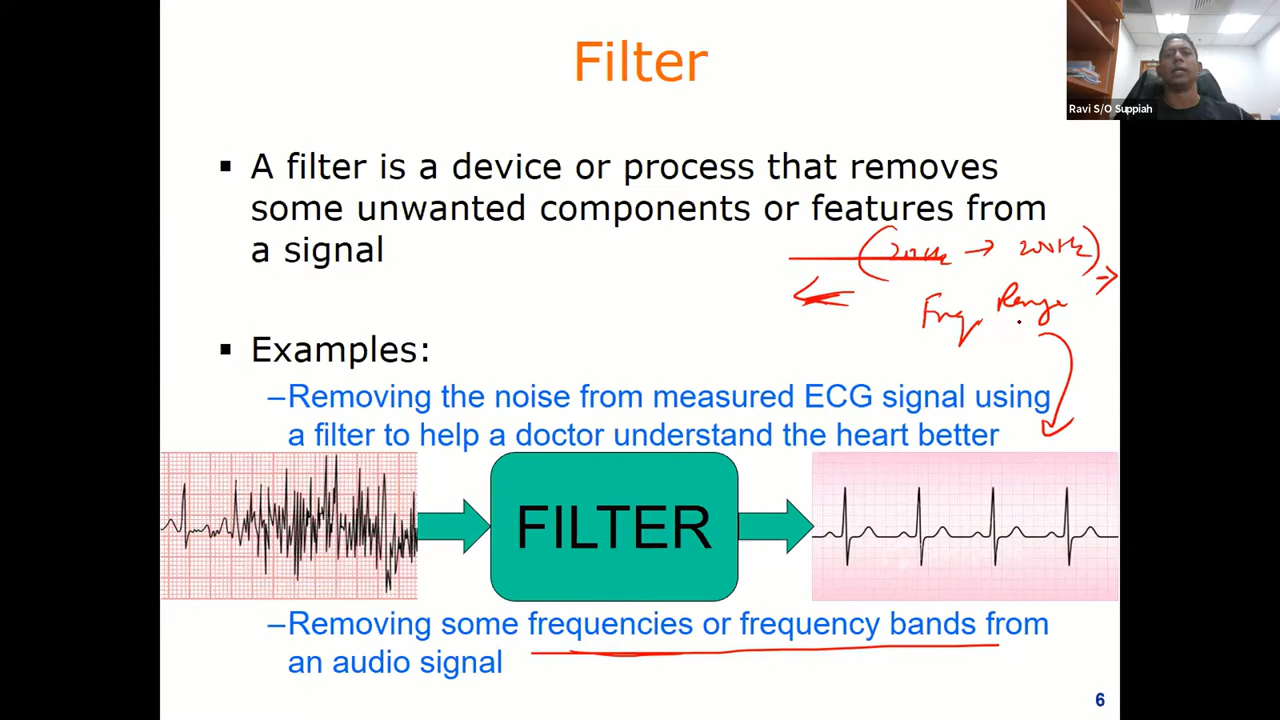 Filter
Ravi S/O Suppiah
▪ A filter is a device or process that removes
some unwanted components or features from
a signal
(20Hz → 200Hz)
Freq Range
▪ Examples:
–Removing the noise from measured ECG signal using
a filter to help a doctor understand the heart better
FILTER
–Removing some frequencies or frequency bands from
an audio signal
6